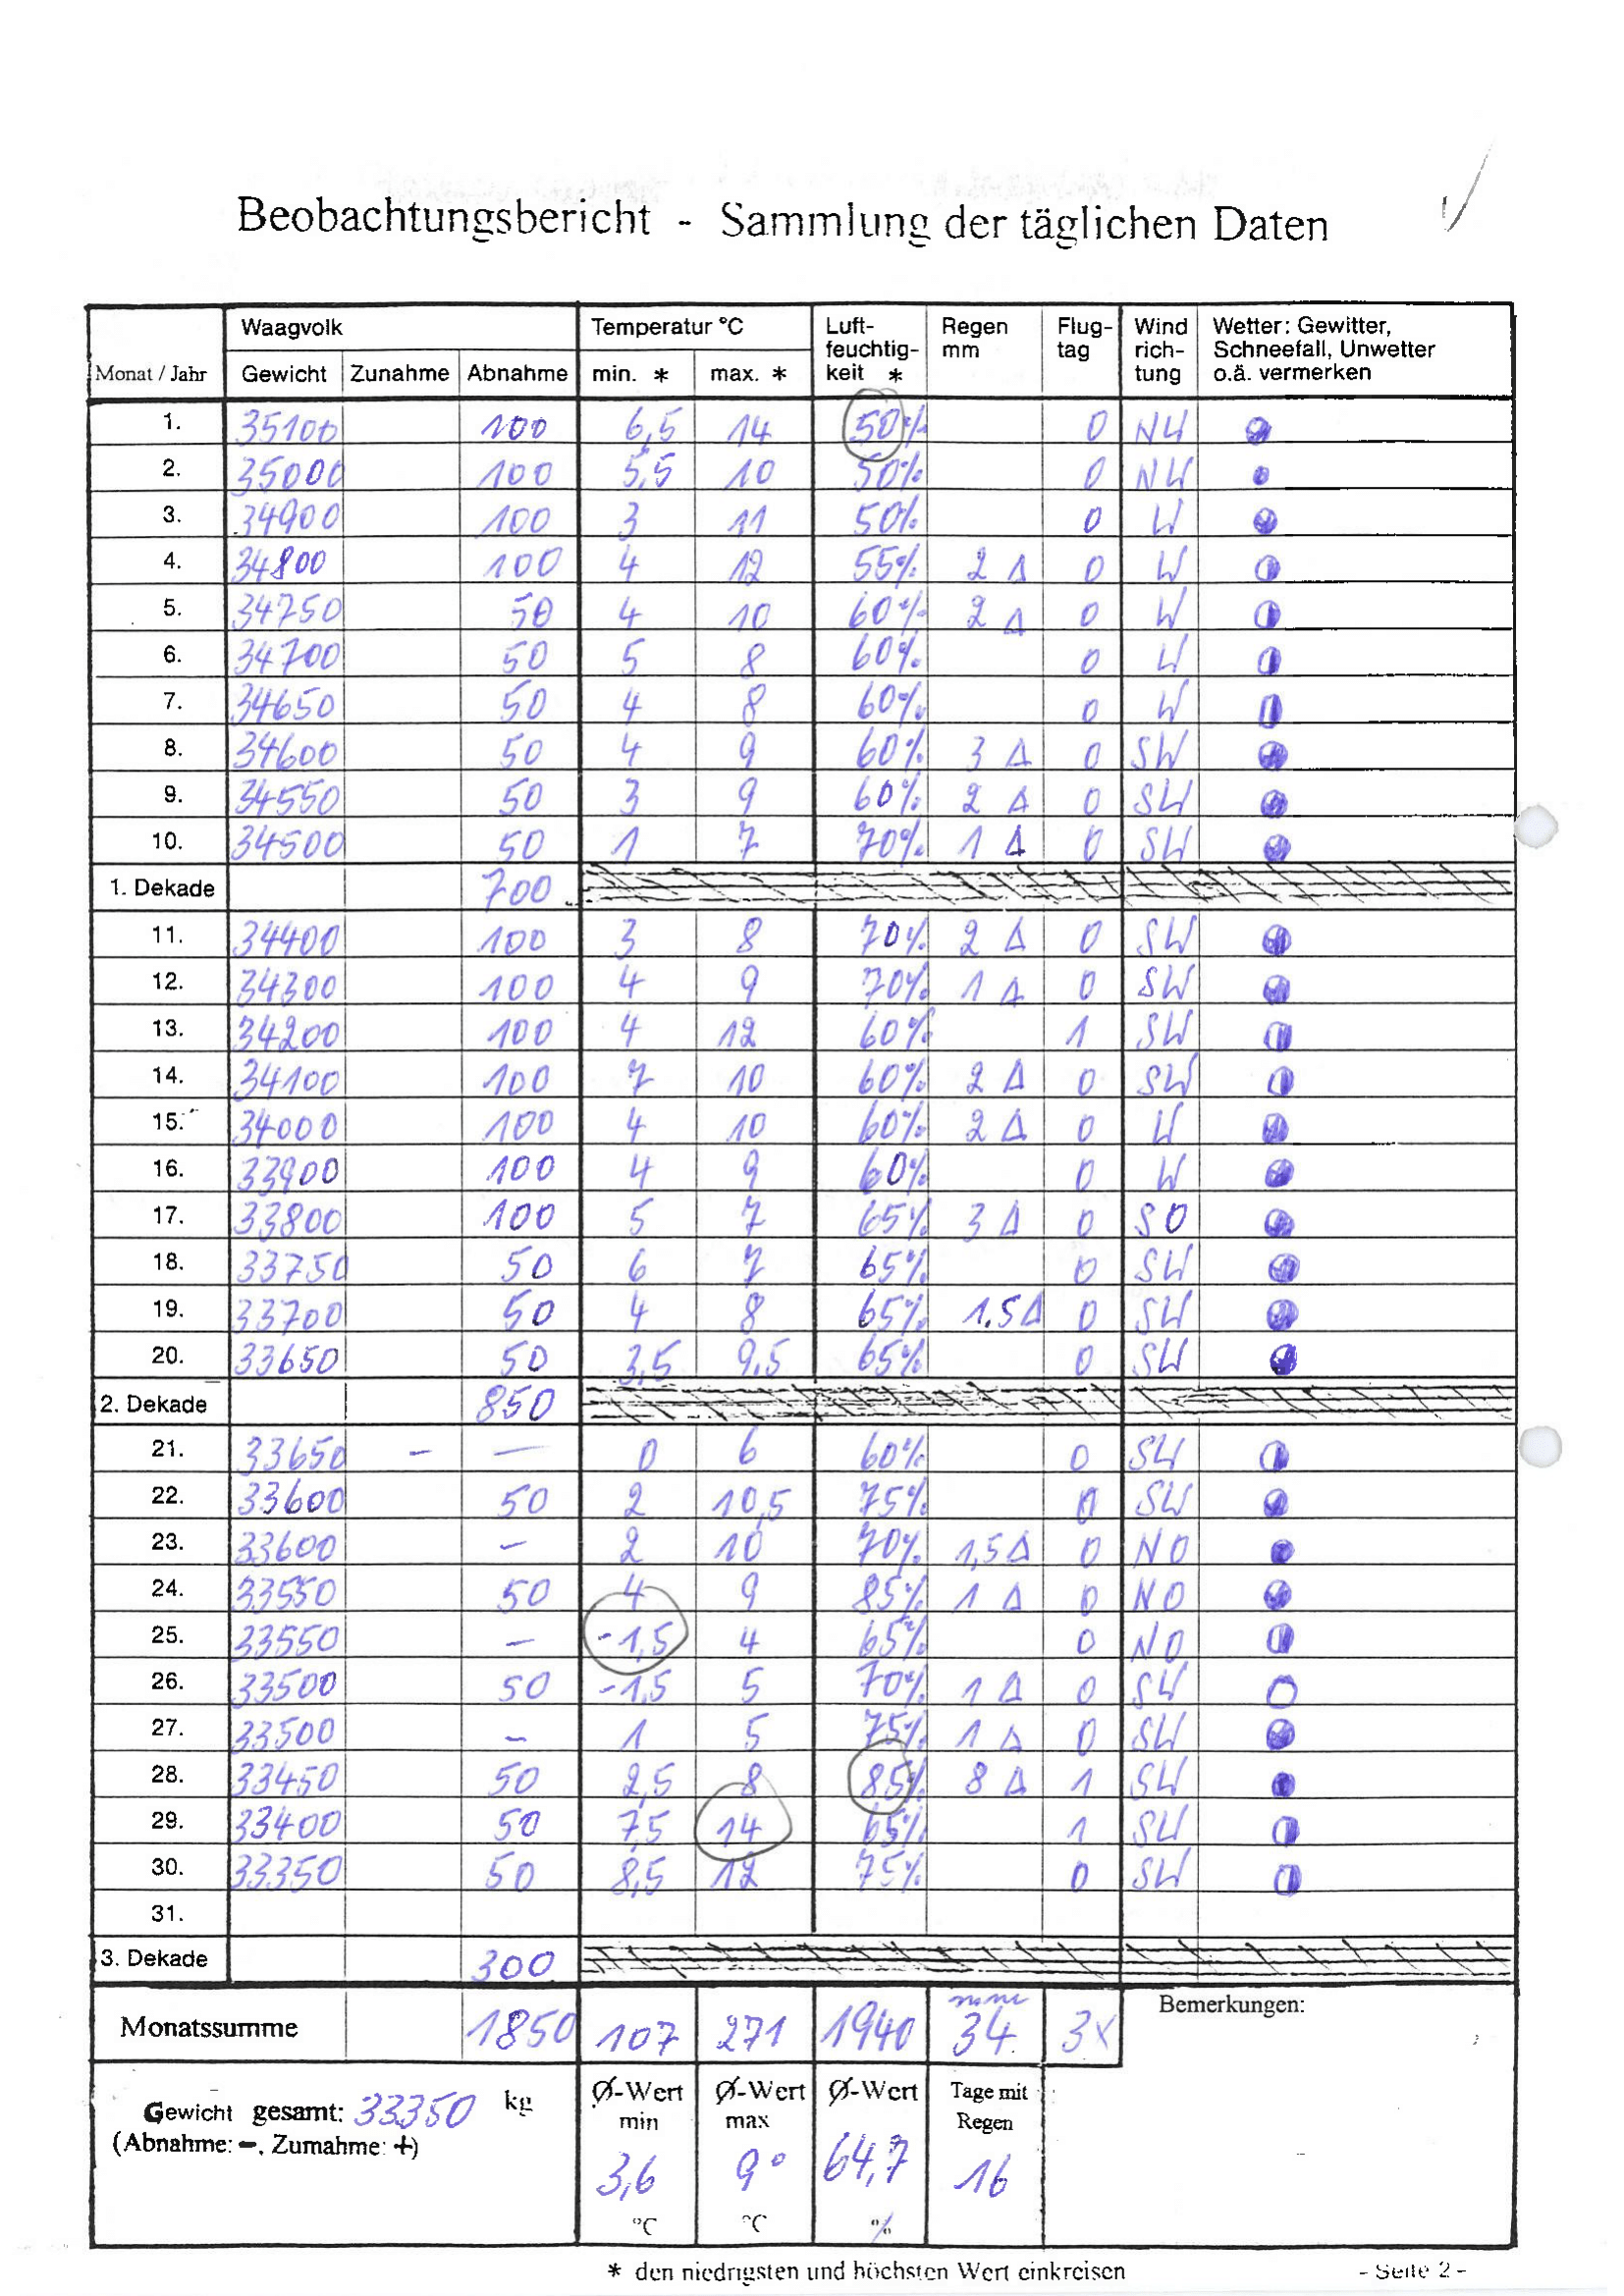 Beobachtungsbericht - Sammlung der täglichen Daten
Monat / Jahr Waagvolk Temperatur °C Luft-feuchtig-keit * Regen mm Flug-tag Wind rich-tung Wetter: Gewitter, Schneefall, Unwetter o.ä. vermerken
Gewicht Zunahme Abnahme min. * max. *
1. 35100 100 6,5 14 50% 0 NW
2. 35000 100 5,5 10 50% 0 NW
3. 34900 100 3 11 50% 0 W
4. 34800 100 4 12 55% 2 Δ 0 W
5. 34750 50 4 10 60% 2 Δ 0 W
6. 34700 50 5 8 60% 0 W
7. 34650 50 4 8 60% 0 W
8. 34600 50 4 9 60% 3 Δ 0 SW
9. 34550 50 3 9 60% 2 Δ 0 SW
10. 34500 50 1 7 70% 1 Δ 0 SW
1. Dekade 700
11. 34400 100 3 8 70% 2 Δ 0 SW
12. 34300 100 4 9 70% 1 Δ 0 SW
13. 34200 100 4 12 60% 1 SW
14. 34100 100 7 10 60% 2 Δ 0 SW
15. 34000 100 4 10 60% 2 Δ 0 W
16. 33900 100 4 9 60% 0 W
17. 33800 100 5 7 65% 3 Δ 0 SO
18. 33750 50 6 7 65% 0 SW
19. 33700 50 4 8 65% 1.5 Δ 0 SW
20. 33650 50 3,5 9,5 65% 0 SW
2. Dekade 850
21. 33650 - — 0 6 60% 0 SW
22. 33600 50 2 10,5 75% 0 SW
23. 33600 - 2 10 70% 1,5 Δ 0 NO
24. 33550 50 4 9 85% 1 Δ 0 NO
25. 33550 - -1,5 4 65% 0 NO
26. 33500 50 -1,5 5 70% 1 Δ 0 SW
27. 33500 - 1 5 75% 1 Δ 0 SW
28. 33450 50 2,5 8 85% 8 Δ 1 SW
29. 33400 50 7,5 14 65% 1 SW
30. 33350 50 8,5 12 75% 0 SW
31.
3. Dekade 300
Monatssumme 1850 107 271 1940 mm 34 3x Bemerkungen:
Gewicht gesamt: 33350 kg
(Abnahme: -, Zumahme: +)
Ø-Wert min 3,6 °C
Ø-Wert max 9° °C
Ø-Wert 64,7 %
Tage mit Regen 16
* den niedrigsten und höchsten Wert einkreisen
- Seite 2 -